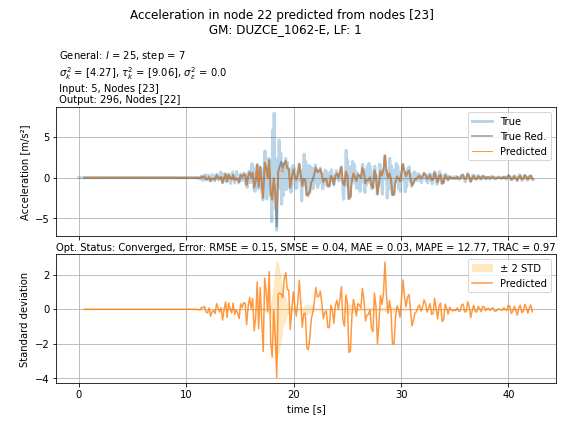 Acceleration in node 22 predicted from nodes [23]
GM: DUZCE_1062-E, LF: 1
General: l = 25, step = 7
σ²ₖ = [4.27], τ²ₖ = [9.06], σ²ₑ = 0.0
Input: 5, Nodes [23]
Output: 296, Nodes [22]
Acceleration [m/s²]
5
0
−5
True
True Red.
Predicted
Opt. Status: Converged, Error: RMSE = 0.15, SMSE = 0.04, MAE = 0.03, MAPE = 12.77, TRAC = 0.97
Standard deviation
2
0
−2
−4
± 2 STD
Predicted
0
10
20
30
40
time [s]